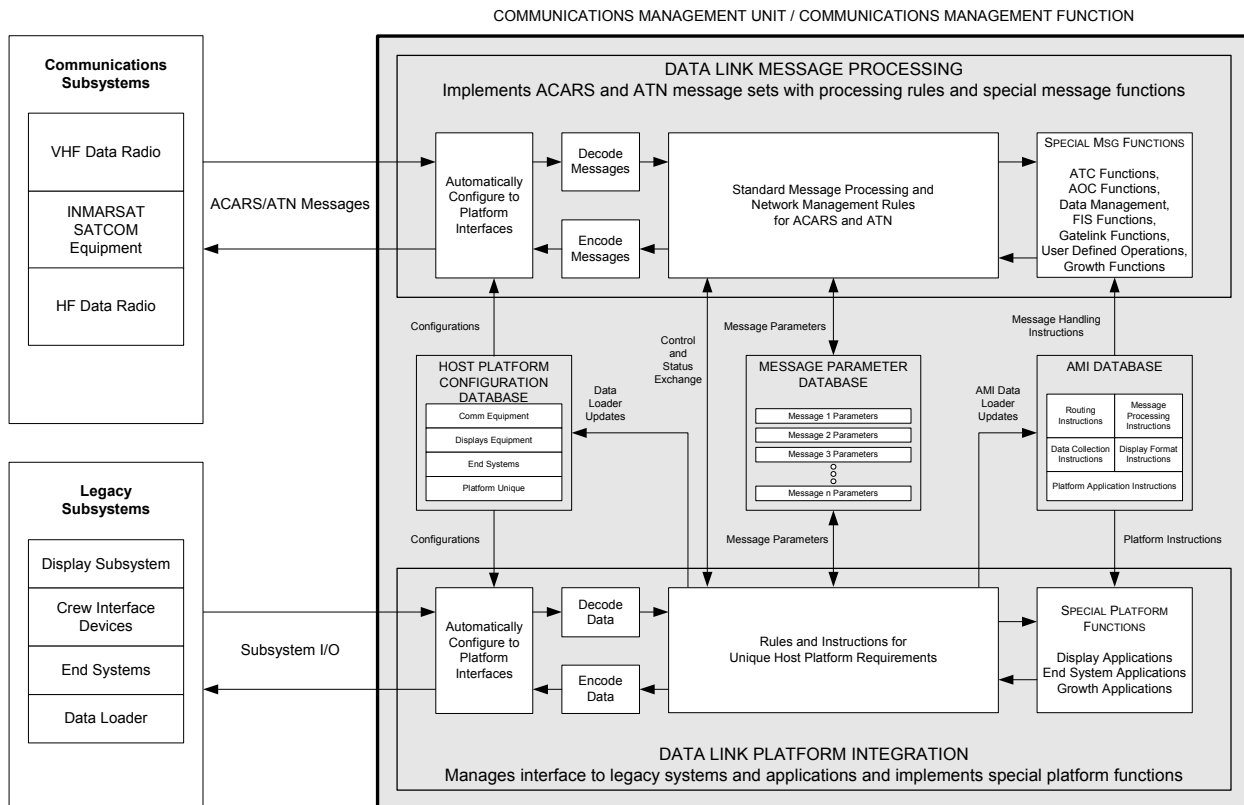 COMMUNICATIONS MANAGEMENT UNIT / COMMUNICATIONS MANAGEMENT FUNCTION
Communications
Subsystems
VHF Data Radio
INMARSAT
SATCOM
Equipment
HF Data Radio
ACARS/ATN Messages
DATA LINK MESSAGE PROCESSING
Implements ACARS and ATN message sets with processing rules and special message functions
Automatically
Configure to
Platform
Interfaces
Decode
Messages
Encode
Messages
Standard Message Processing and
Network Management Rules
for ACARS and ATN
SPECIAL MSG FUNCTIONS
ATC Functions,
AOC Functions,
Data Management,
FIS Functions,
Gatelink Functions,
User Defined Operations,
Growth Functions
Configurations
Control
and
Status
Exchange
Message Parameters
Message Handling
Instructions
HOST PLATFORM
CONFIGURATION
DATABASE
Comm Equipment
Displays Equipment
End Systems
Platform Unique
Data
Loader
Updates
MESSAGE PARAMETER
DATABASE
Message 1 Parameters
Message 2 Parameters
Message 3 Parameters
Message n Parameters
AMI Data
Loader
Updates
AMI DATABASE
Routing
Instructions
Message
Processing
Instructions
Data Collection
Instructions
Display Format
Instructions
Platform Application Instructions
Configurations
Message Parameters
Platform Instructions
Legacy
Subsystems
Display Subsystem
Crew Interface
Devices
End Systems
Data Loader
Subsystem I/O
Automatically
Configure to
Platform
Interfaces
Decode
Data
Encode
Data
Rules and Instructions for
Unique Host Platform Requirements
SPECIAL PLATFORM
FUNCTIONS
Display Applications
End System Applications
Growth Applications
DATA LINK PLATFORM INTEGRATION
Manages interface to legacy systems and applications and implements special platform functions